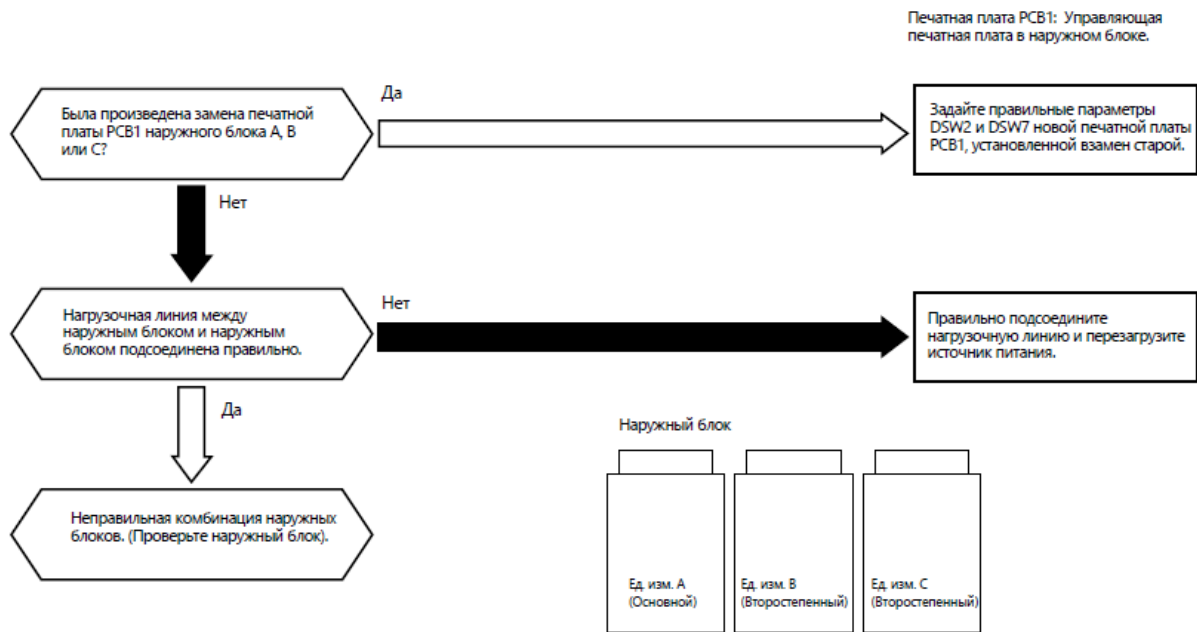 Печатная плата PCB1: Управляющая
печатная плата в наружном блоке.
Была произведена замена печатной
платы PCB1 наружного блока A, B
или C?
Да
Задайте правильные параметры
DSW2 и DSW7 новой печатной платы
PCB1, установленной взамен старой.
Нет
Нагрузочная линия между
наружным блоком и наружным
блоком подсоединена правильно.
Нет
Правильно подсоедините
нагрузочную линию и перезагрузите
источник питания.
Да
Неправильная комбинация наружных
блоков. (Проверьте наружный блок).
Наружный блок
Ед. изм. A
(Основной)
Ед. изм. B
(Второстепенный)
Ед. изм. C
(Второстепенный)